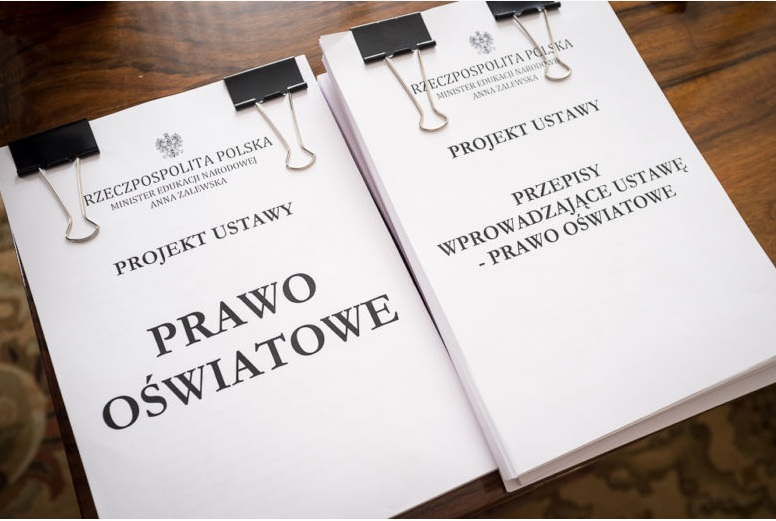 RZECZPOSPOLITA POLSKA
MINISTER EDUKACJI NARODOWEJ
ANNA ZALEWSKA
PROJEKT USTAWY
PRAWO
OŚWIATOWE
RZECZPOSPOLITA POLSKA
MINISTER EDUKACJI NARODOWEJ
ANNA ZALEWSKA
PROJEKT USTAWY
PRZEPISY
WPROWADZAJĄCE USTAWĘ
- PRAWO OŚWIATOWE